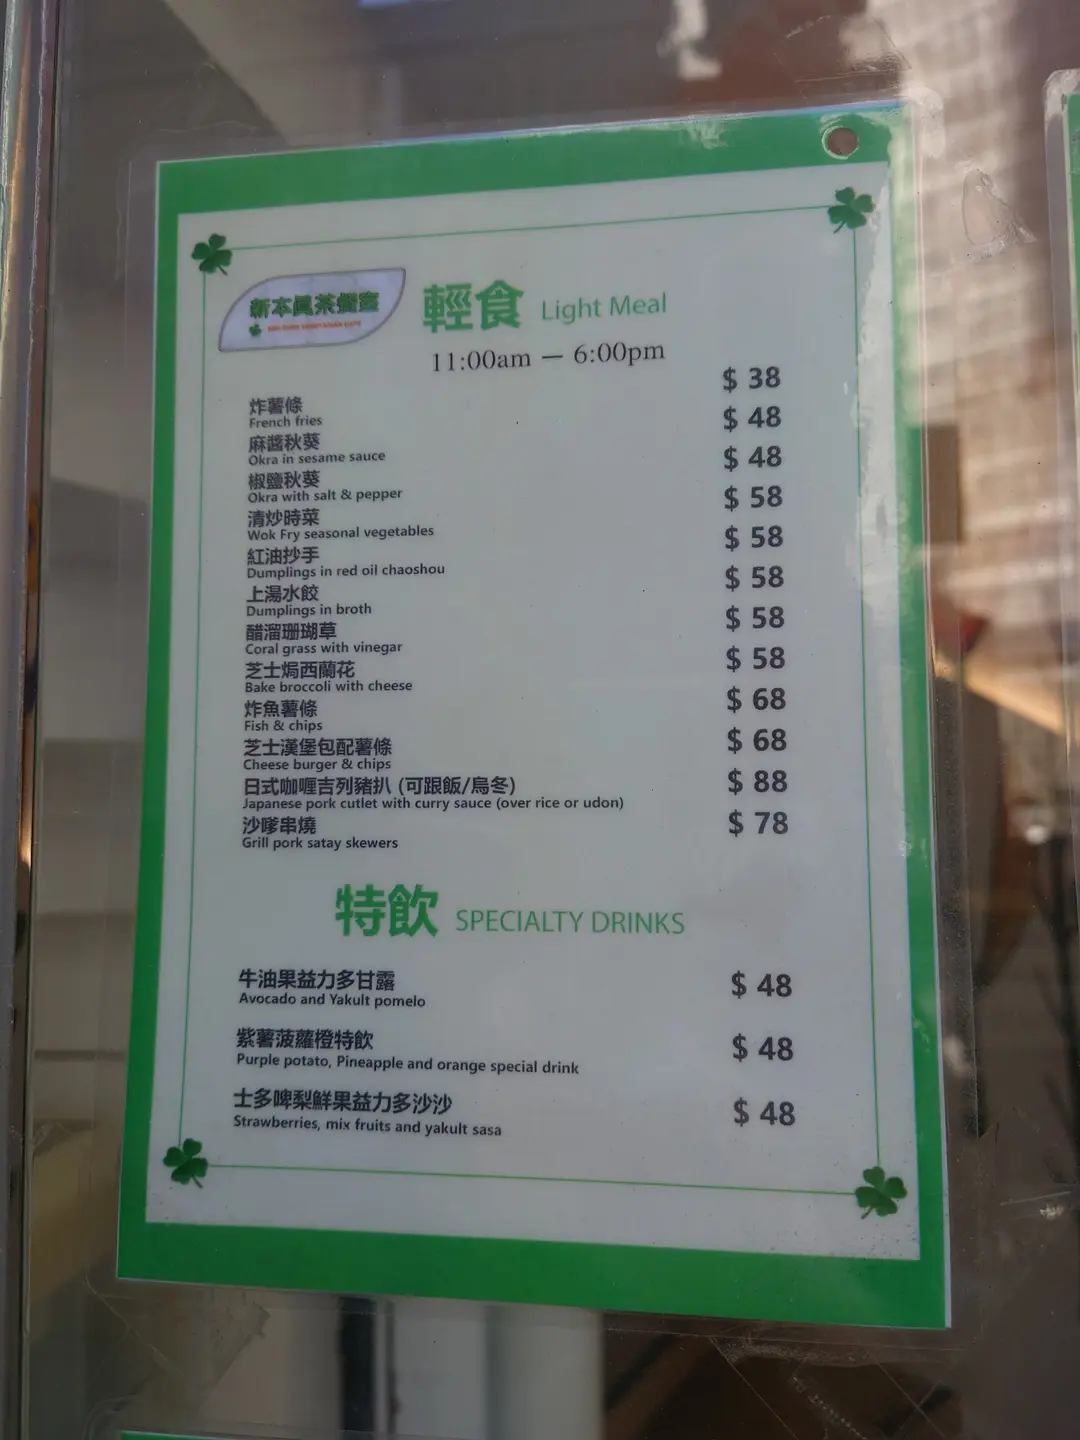 新本真茶餐室
輕食 Light Meal
11:00am — 6:00pm
炸薯條 $ 38
French fries
麻醬秋葵 $ 48
Okra in sesame sauce
椒鹽秋葵 $ 48
Okra with salt & pepper
清炒時菜 $ 58
Wok Fry seasonal vegetables
紅油抄手 $ 58
Dumplings in red oil chaoshou
上湯水餃 $ 58
Dumplings in broth
醋溜珊瑚草 $ 58
Coral grass with vinegar
芝士焗西蘭花 $ 58
Bake broccoli with cheese
炸魚薯條 $ 68
Fish & chips
芝士漢堡包配薯條 $ 68
Cheese burger & chips
日式咖喱吉列豬扒 (可跟飯/烏冬) $ 88
Japanese pork cutlet with curry sauce (over rice or udon)
沙嗲串燒 $ 78
Grill pork satay skewers
特飲 SPECIALTY DRINKS
牛油果益力多甘露 $ 48
Avocado and Yakult pomelo
紫薯菠蘿橙特飲 $ 48
Purple potato, Pineapple and orange special drink
士多啤梨鮮果益力多沙沙 $ 48
Strawberries, mix fruits and yakult sasa